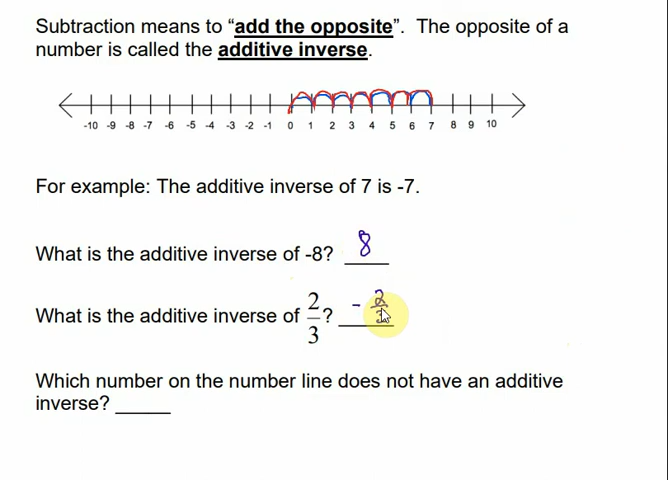 Subtraction means to “add the opposite”. The opposite of a
number is called the additive inverse.
-10 -9 -8 -7 -6 -5 -4 -3 -2 -1 0 1 2 3 4 5 6 7 8 9 10
For example: The additive inverse of 7 is -7.
What is the additive inverse of -8? 8
What is the additive inverse of 2/3? - 2/3
Which number on the number line does not have an additive
inverse? _____